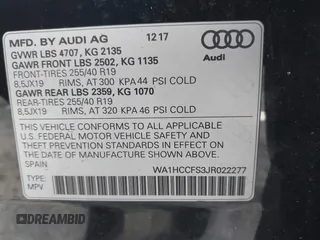 MFD. BY AUDI AG 12 17
GVWR LBS 4707, KG 2135
GAWR FRONT LBS 2502, KG 1135
FRONT-TIRES 255/40 R19
8,5JX19 RIMS, AT 300 KPA 44 PSI COLD
GAWR REAR LBS 2359, KG 1070
REAR-TIRES 255/40 R19
8,5JX19 RIMS, AT 320 KPA 46 PSI COLD
Audi
THIS VEHICLE CONFORMS TO ALL APPLICABLE
U.S. FEDERAL MOTOR VEHICLE SAFETY AND
THEFT PREVENTION STANDARDS IN EFFECT
ON THE DATE OF MANUFACTURE SHOWN ABOVE.
SPAIN WA1HCCFS3JR022277
TYPE:
MPV
DREAMBID